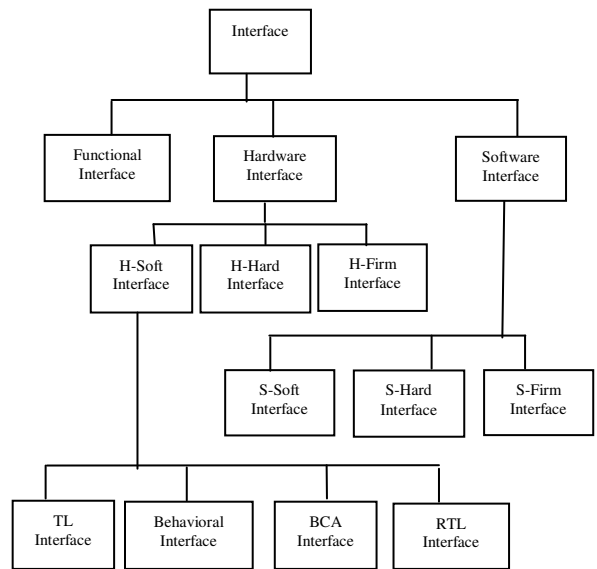 Interface
Functional
Interface
Hardware
Interface
Software
Interface
H-Soft
Interface
H-Hard
Interface
H-Firm
Interface
S-Soft
Interface
S-Hard
Interface
S-Firm
Interface
TL
Interface
Behavioral
Interface
BCA
Interface
RTL
Interface